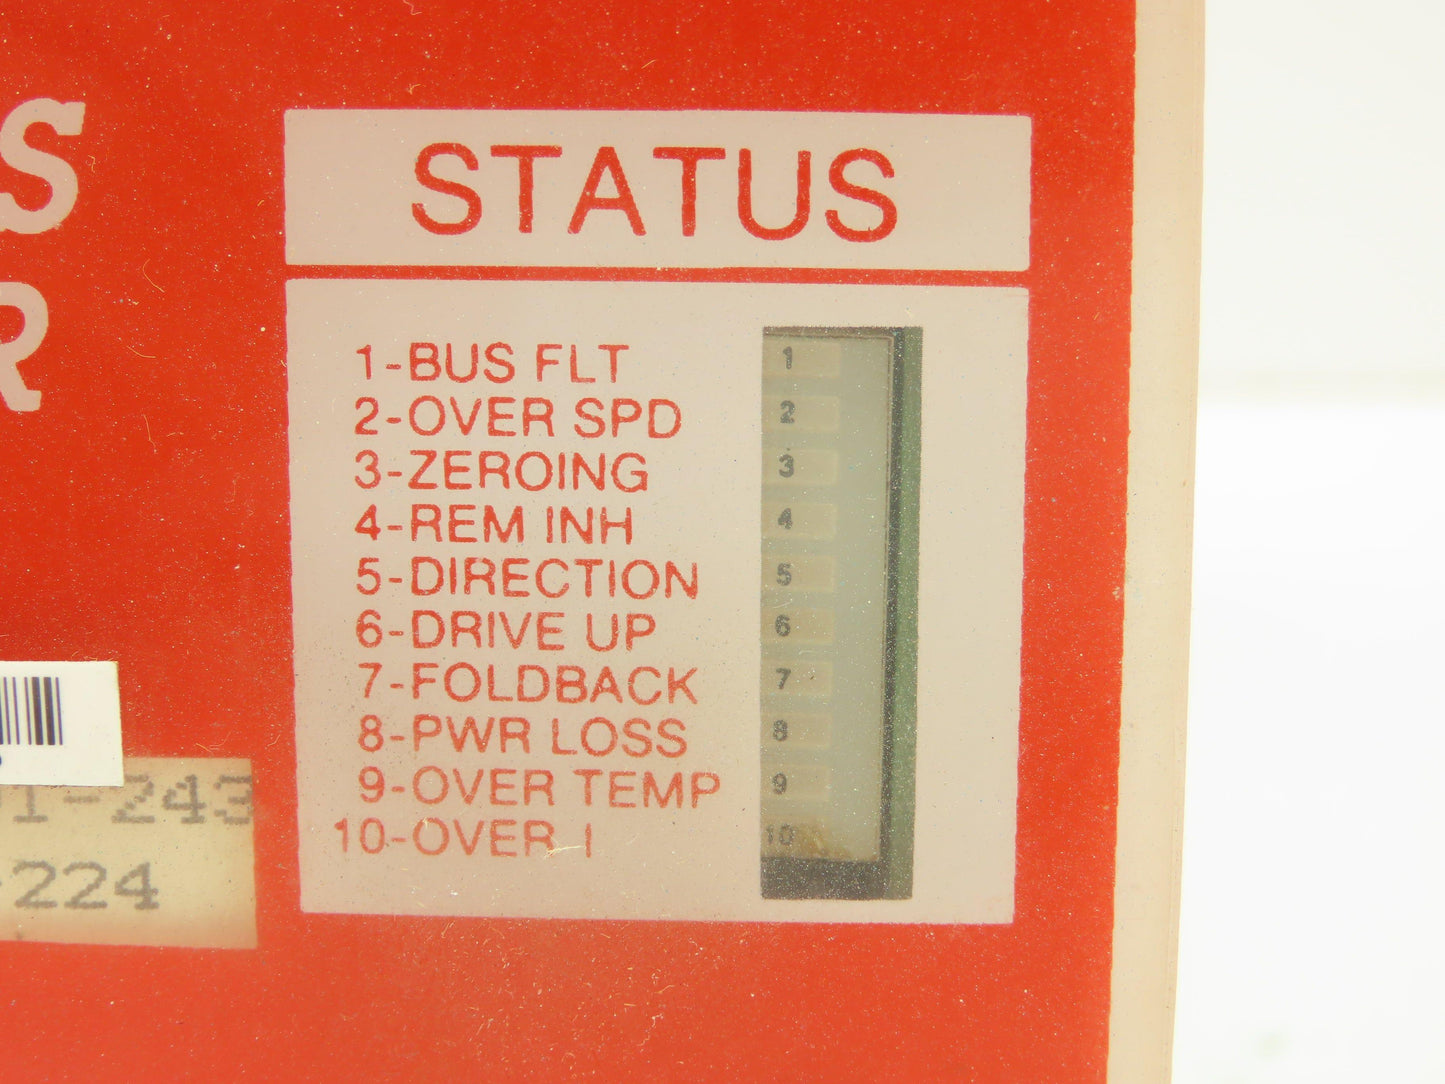 S
R
STATUS
1-BUS FLT
2-OVER SPD
3-ZEROING
4-REM INH
5-DIRECTION
6-DRIVE UP
7-FOLDBACK
8-PWR LOSS
9-OVER TEMP
10-OVER I
1
2
3
4
5
6
7
8
9
10
01-243
-224